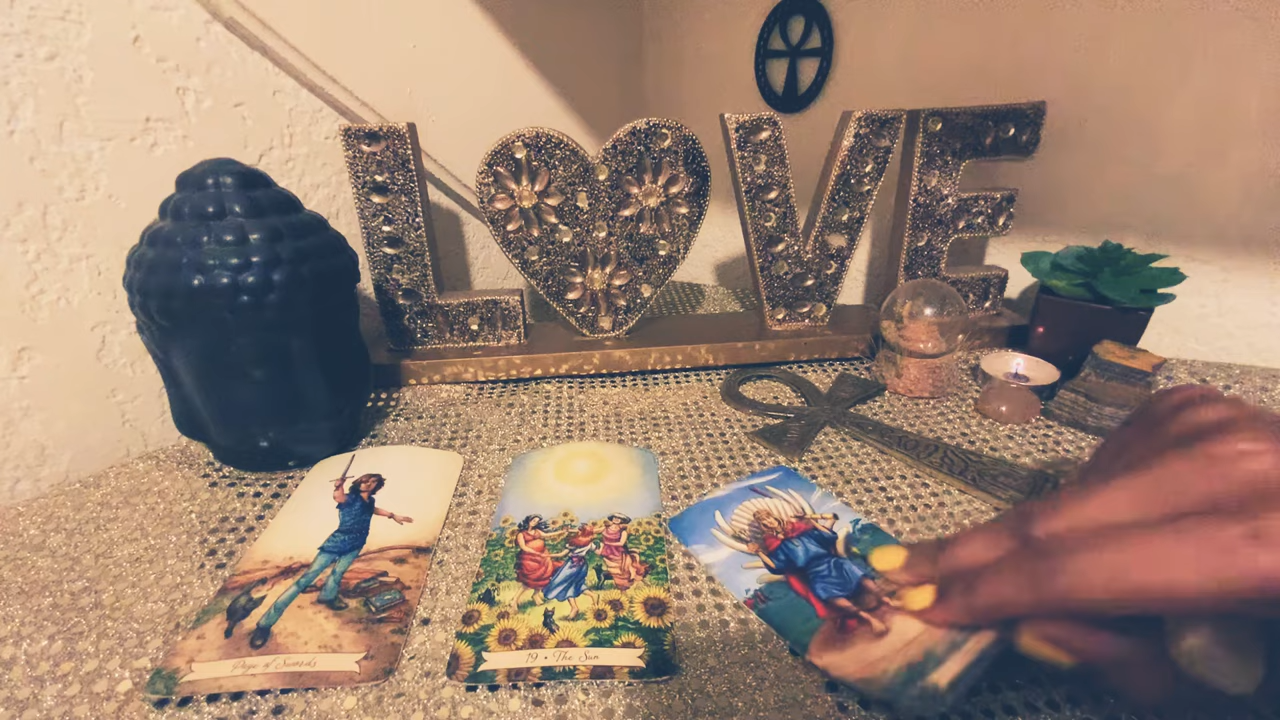 LOVE
Page of Swords
19 • The Sun